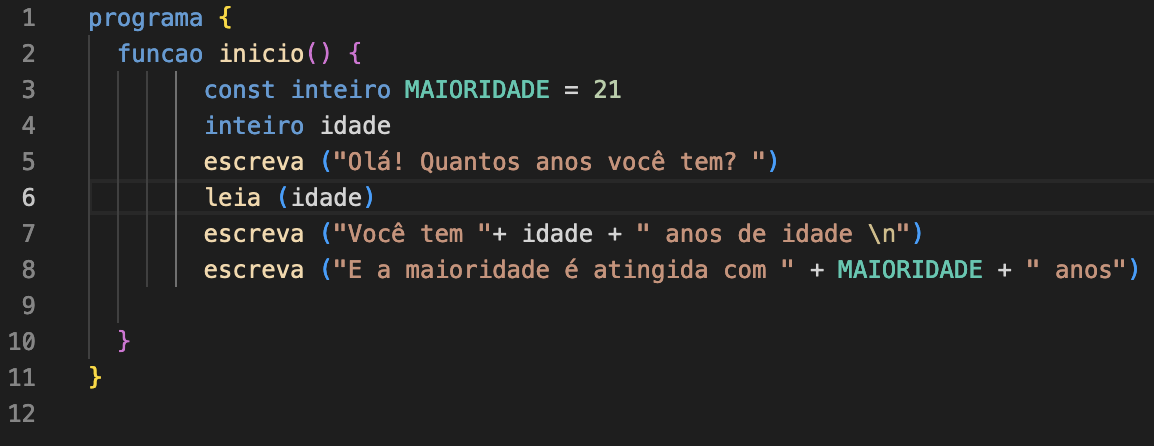 1 programa {
2 funcao inicio() {
3 const inteiro MAIORIDADE = 21
4 inteiro idade
5 escreva ("Olá! Quantos anos você tem? ")
6 leia (idade)
7 escreva ("Você tem "+ idade + " anos de idade \n")
8 escreva ("E a maioridade é atingida com " + MAIORIDADE + " anos")
9
10 }
11 }
12